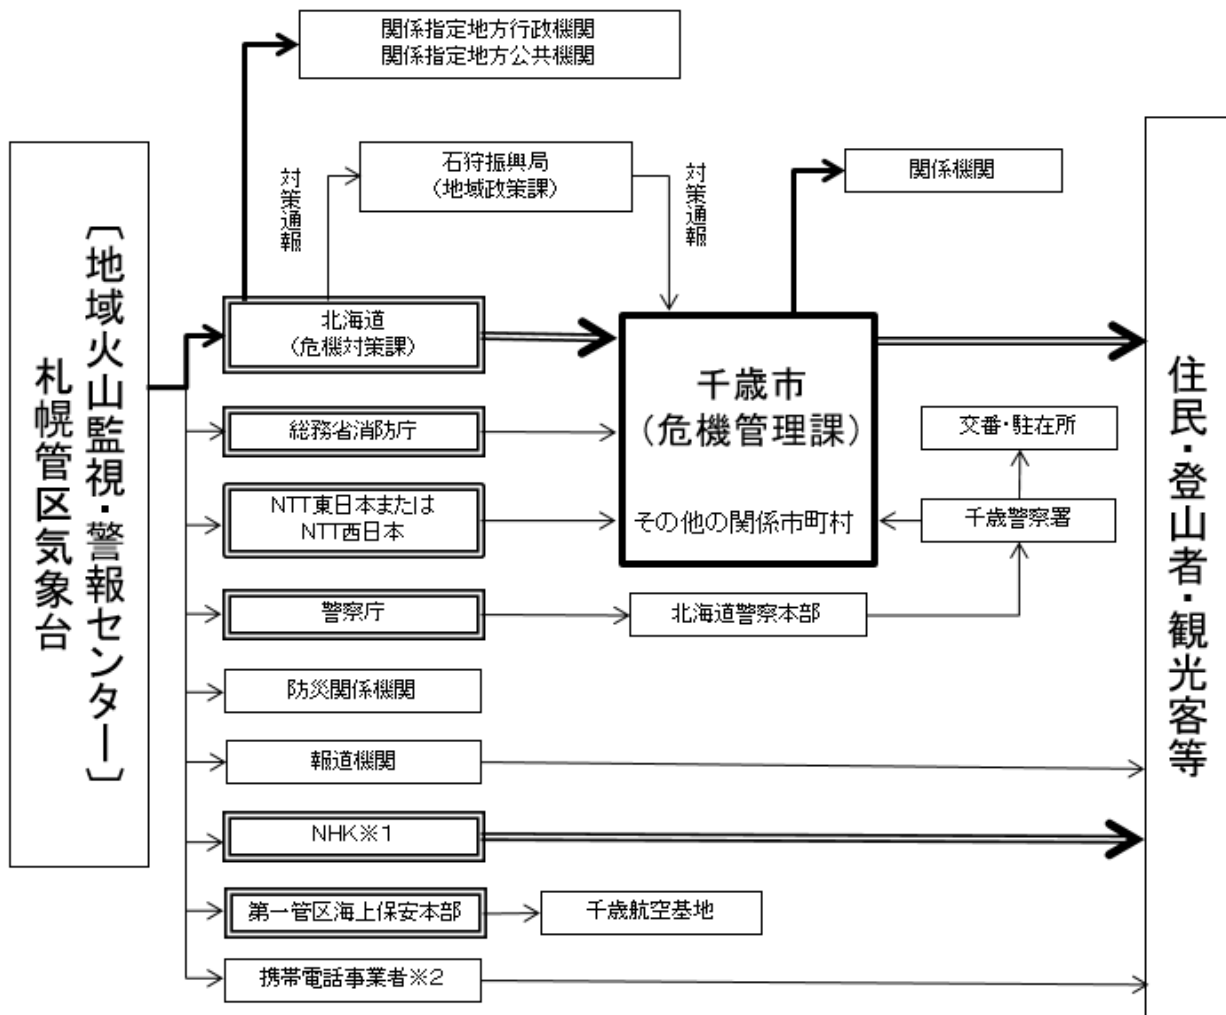 関係指定地方行政機関
関係指定地方公共機関
石狩振興局
(地域政策課)
対策通報
対策通報
関係機関
札幌管区気象台
〔地域火山監視・警報センター〕
北海道
(危機対策課)
千歳市
(危機管理課)
その他の関係市町村
総務省消防庁
NTT東日本または
NTT西日本
交番・駐在所
千歳警察署
警察庁
北海道警察本部
防災関係機関
報道機関
NHK※1
第一管区海上保安本部
千歳航空基地
携帯電話事業者※2
住民・登山者・観光客等